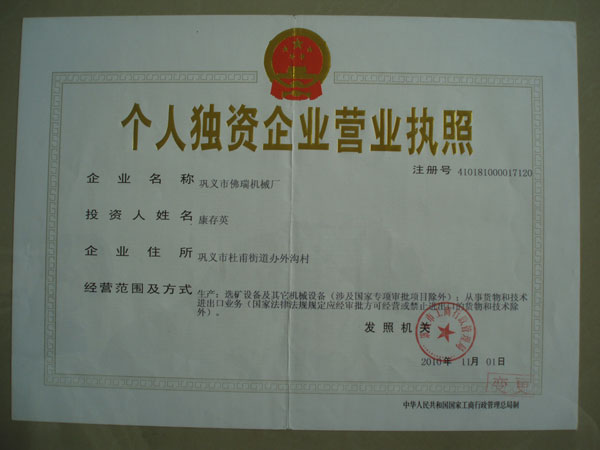 个人独资企业营业执照
注册号 410181000017120
企业名称 巩义市佛瑞机械厂
投资人姓名 康存英
企业住所 巩义市杜甫街道办外沟村
经营范围及方式 生产：选矿设备及其它机械设备（涉及国家专项审批项目除外）；从事货物和技术
进出口业务（国家法律法规规定应经审批方可经营或禁止进出口的货物和技术除
外）。
发照机关
2010年 11月 01日
中华人民共和国国家工商行政管理总局制